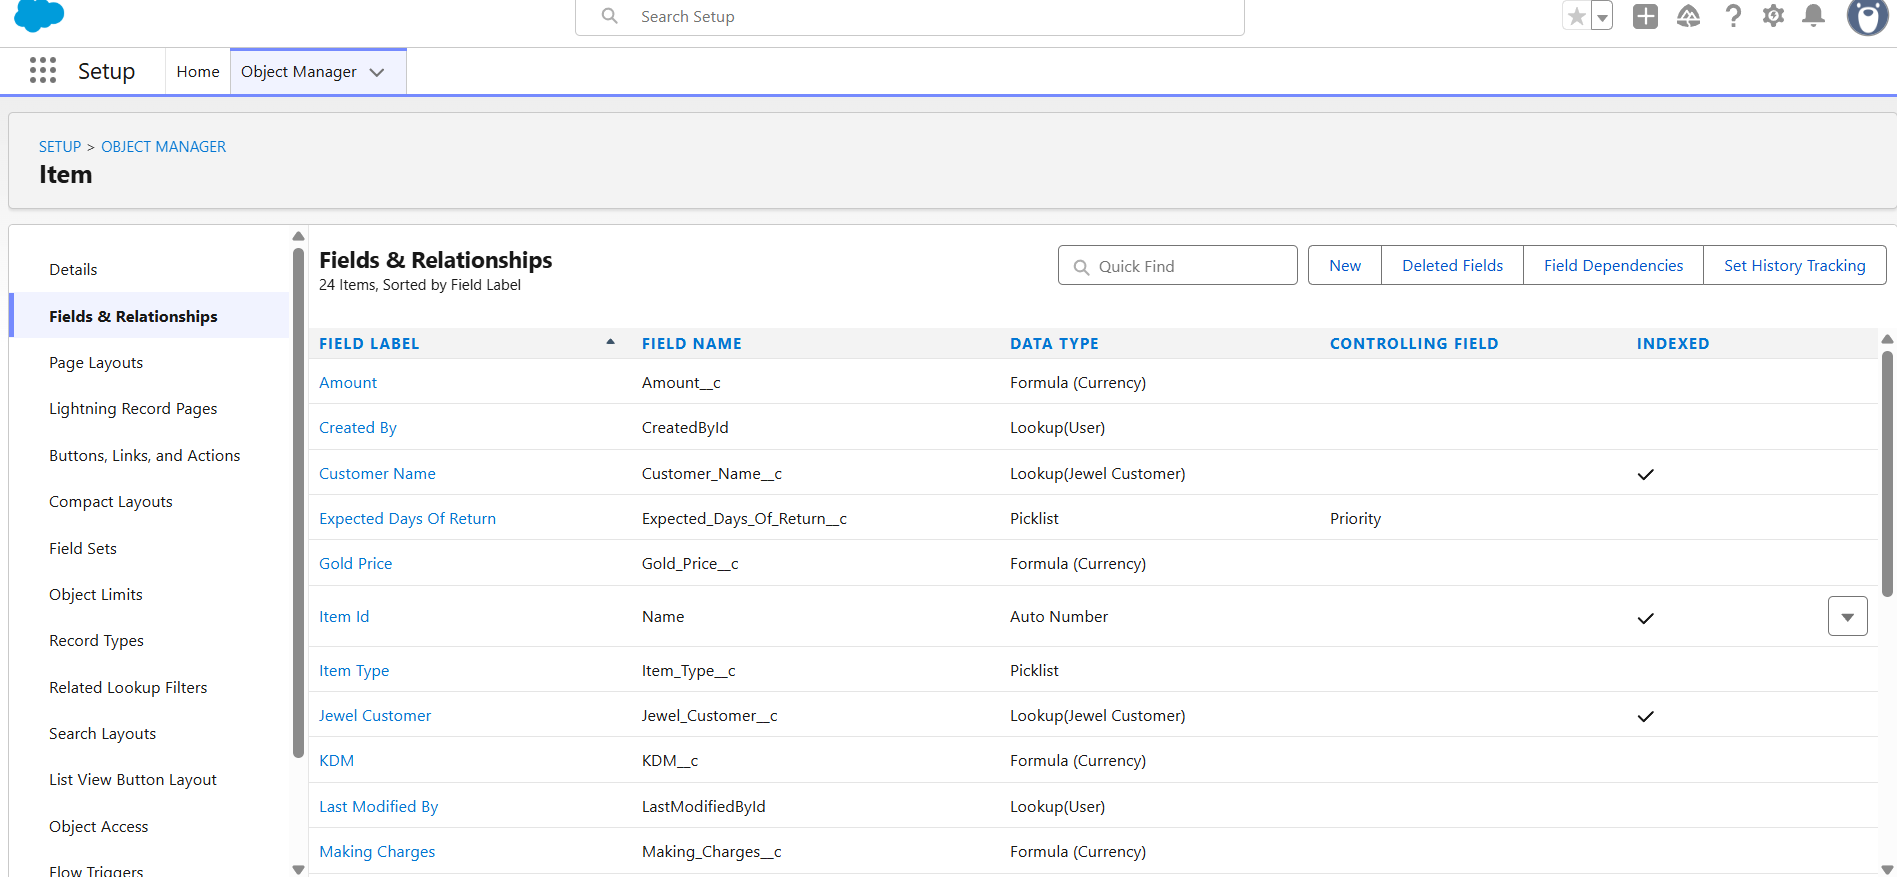 Search Setup
Setup
Home
Object Manager
SETUP > OBJECT MANAGER
Item
Details
Fields & Relationships
Page Layouts
Lightning Record Pages
Buttons, Links, and Actions
Compact Layouts
Field Sets
Object Limits
Record Types
Related Lookup Filters
Search Layouts
List View Button Layout
Object Access
Flow Triggers
Fields & Relationships
24 Items, Sorted by Field Label
Quick Find
New
Deleted Fields
Field Dependencies
Set History Tracking
FIELD LABEL FIELD NAME DATA TYPE CONTROLLING FIELD INDEXED
Amount Amount__c Formula (Currency)
Created By CreatedById Lookup(User)
Customer Name Customer_Name__c Lookup(Jewel Customer)
Expected Days Of Return Expected_Days_Of_Return__c Picklist Priority
Gold Price Gold_Price__c Formula (Currency)
Item Id Name Auto Number
Item Type Item_Type__c Picklist
Jewel Customer Jewel_Customer__c Lookup(Jewel Customer)
KDM KDM__c Formula (Currency)
Last Modified By LastModifiedById Lookup(User)
Making Charges Making_Charges__c Formula (Currency)